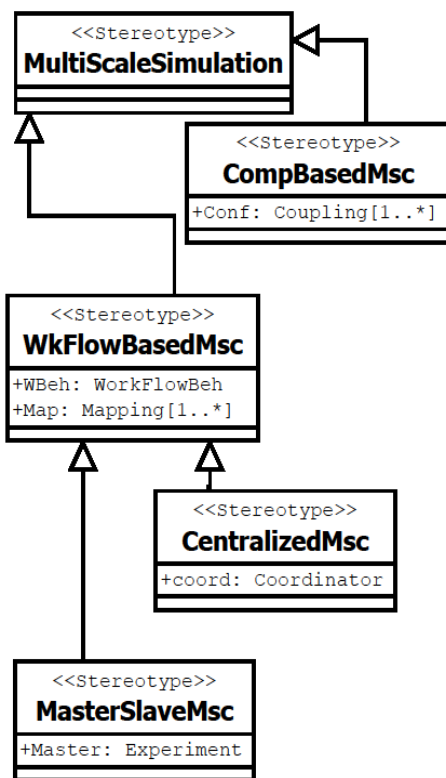 <<Stereotype>>
MultiScaleSimulation
<<Stereotype>>
CompBasedMsc
+Conf: Coupling[1..*]
<<Stereotype>>
WkFlowBasedMsc
+WBeh: WorkFlowBeh
+Map: Mapping[1..*]
<<Stereotype>>
CentralizedMsc
+coord: Coordinator
<<Stereotype>>
MasterSlaveMsc
+Master: Experiment